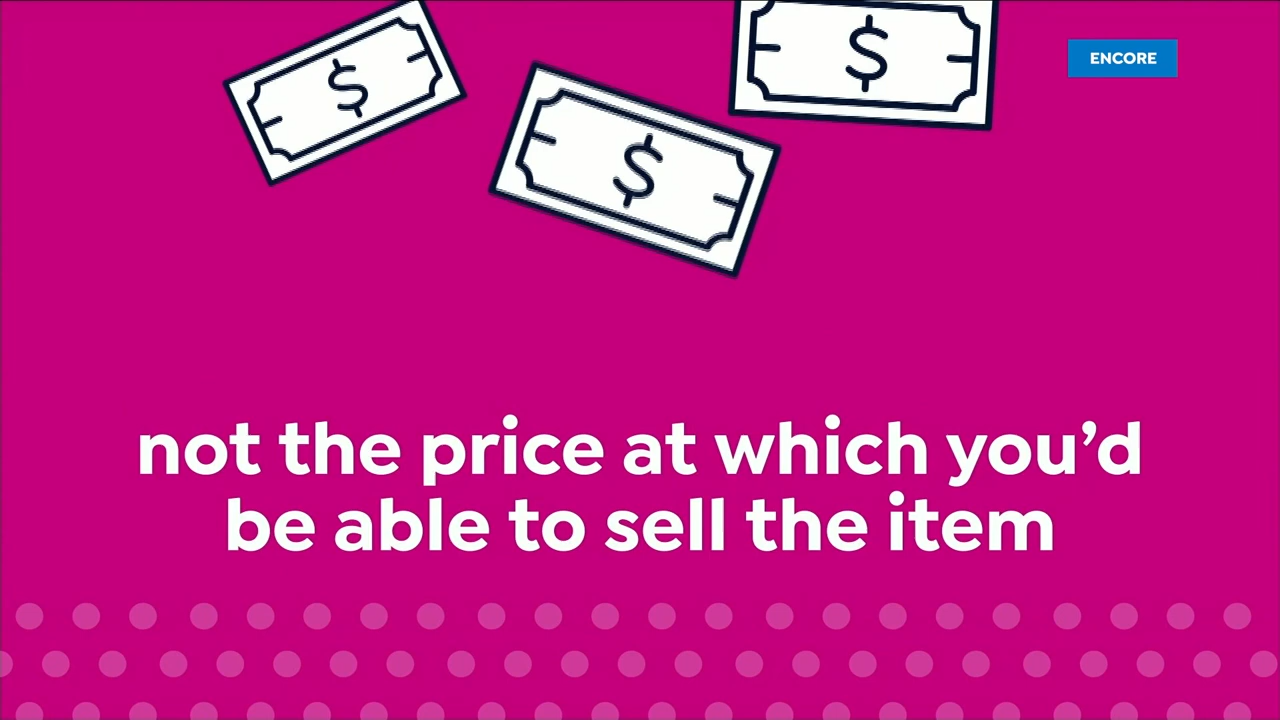 $
$
$
ENCORE
not the price at which you’d
be able to sell the item